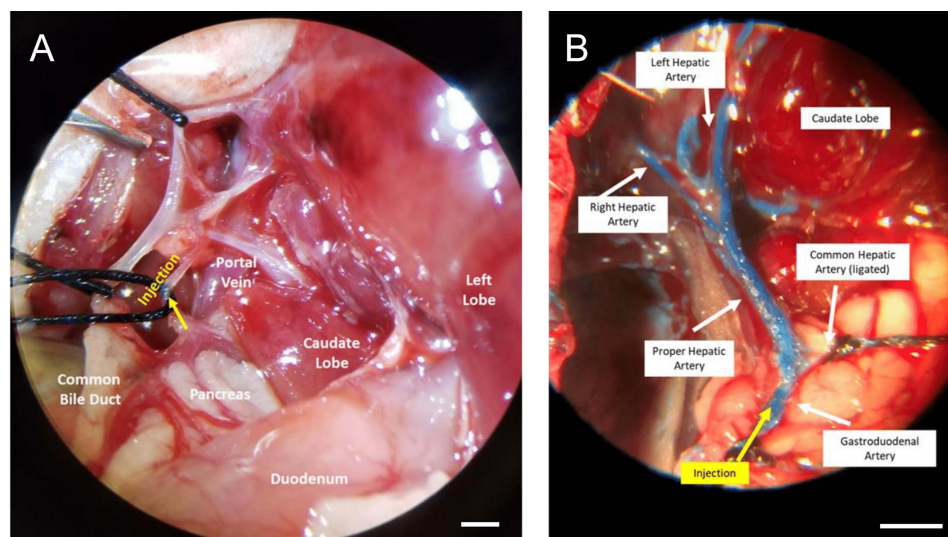 A
Injection
Portal
Vein
Left
Lobe
Caudate
Lobe
Common
Bile Duct
Pancreas
Duodenum
B
Left Hepatic
Artery
Caudate Lobe
Right Hepatic
Artery
Common Hepatic
Artery (ligated)
Proper Hepatic
Artery
Gastroduodenal
Artery
Injection